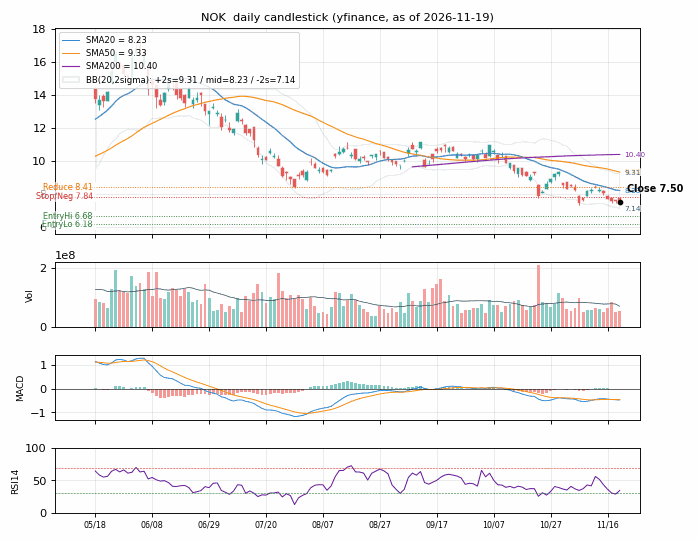 NOK daily candlestick (yfinance, as of 2026-11-19)
18
16
14
12
10
SMA20 = 8.23
SMA50 = 9.33
SMA200 = 10.40
BB(20,2sigma): +2s=9.31 / mid=8.23 / -2s=7.14
Reduce 8.41
Stop/Neg 7.84
EntryHi 6.68
EntryLo 6.18
6
10.40
9.31
Close 7.50
7.14
1e8
2
0
Vol
1
0
−1
MACD
100
50
0
RSI14
05/18
06/08
06/29
07/20
08/07
08/27
09/17
10/07
10/27
11/16